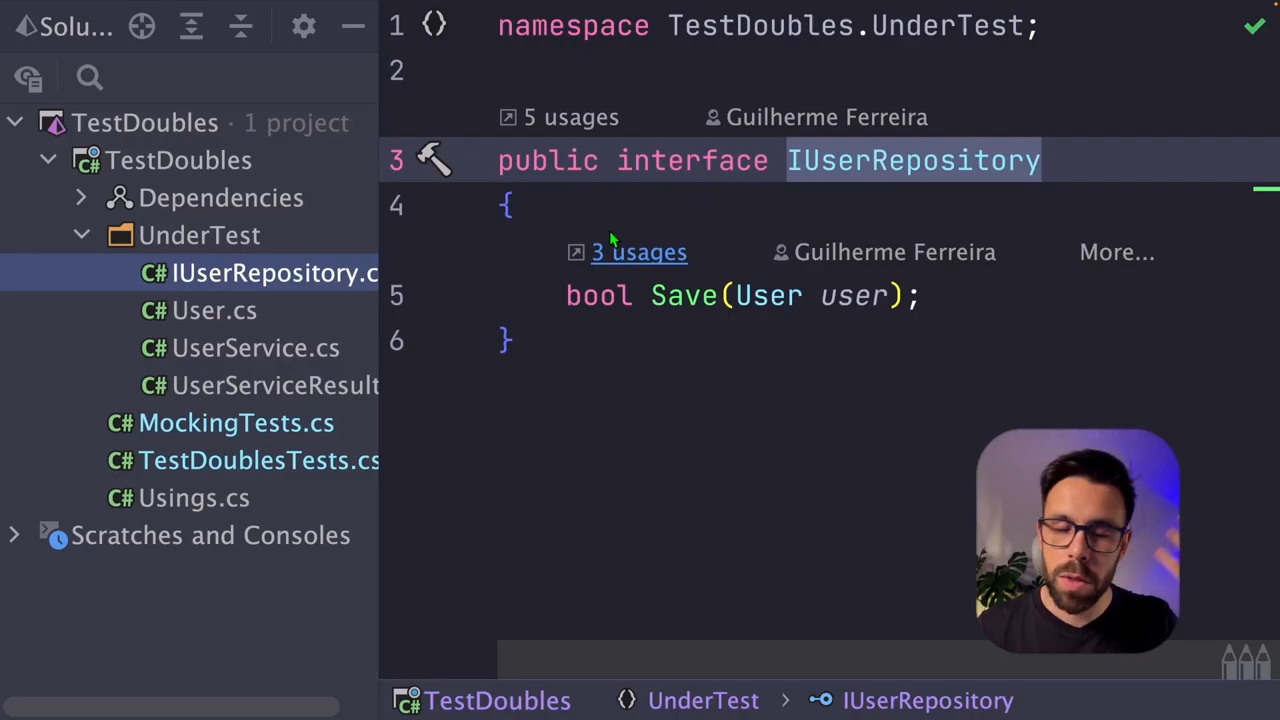 Solu...
TestDoubles · 1 project
TestDoubles
Dependencies
UnderTest
C# IUserRepository.c
C# User.cs
C# UserService.cs
C# UserServiceResult
C# MockingTests.cs
C# TestDoublesTests.cs
C# Usings.cs
Scratches and Consoles
1 namespace TestDoubles.UnderTest;
2
5 usages Guilherme Ferreira
3 public interface IUserRepository
4 {
3 usages Guilherme Ferreira More...
5 bool Save(User user);
6 }
TestDoubles UnderTest IUserRepository